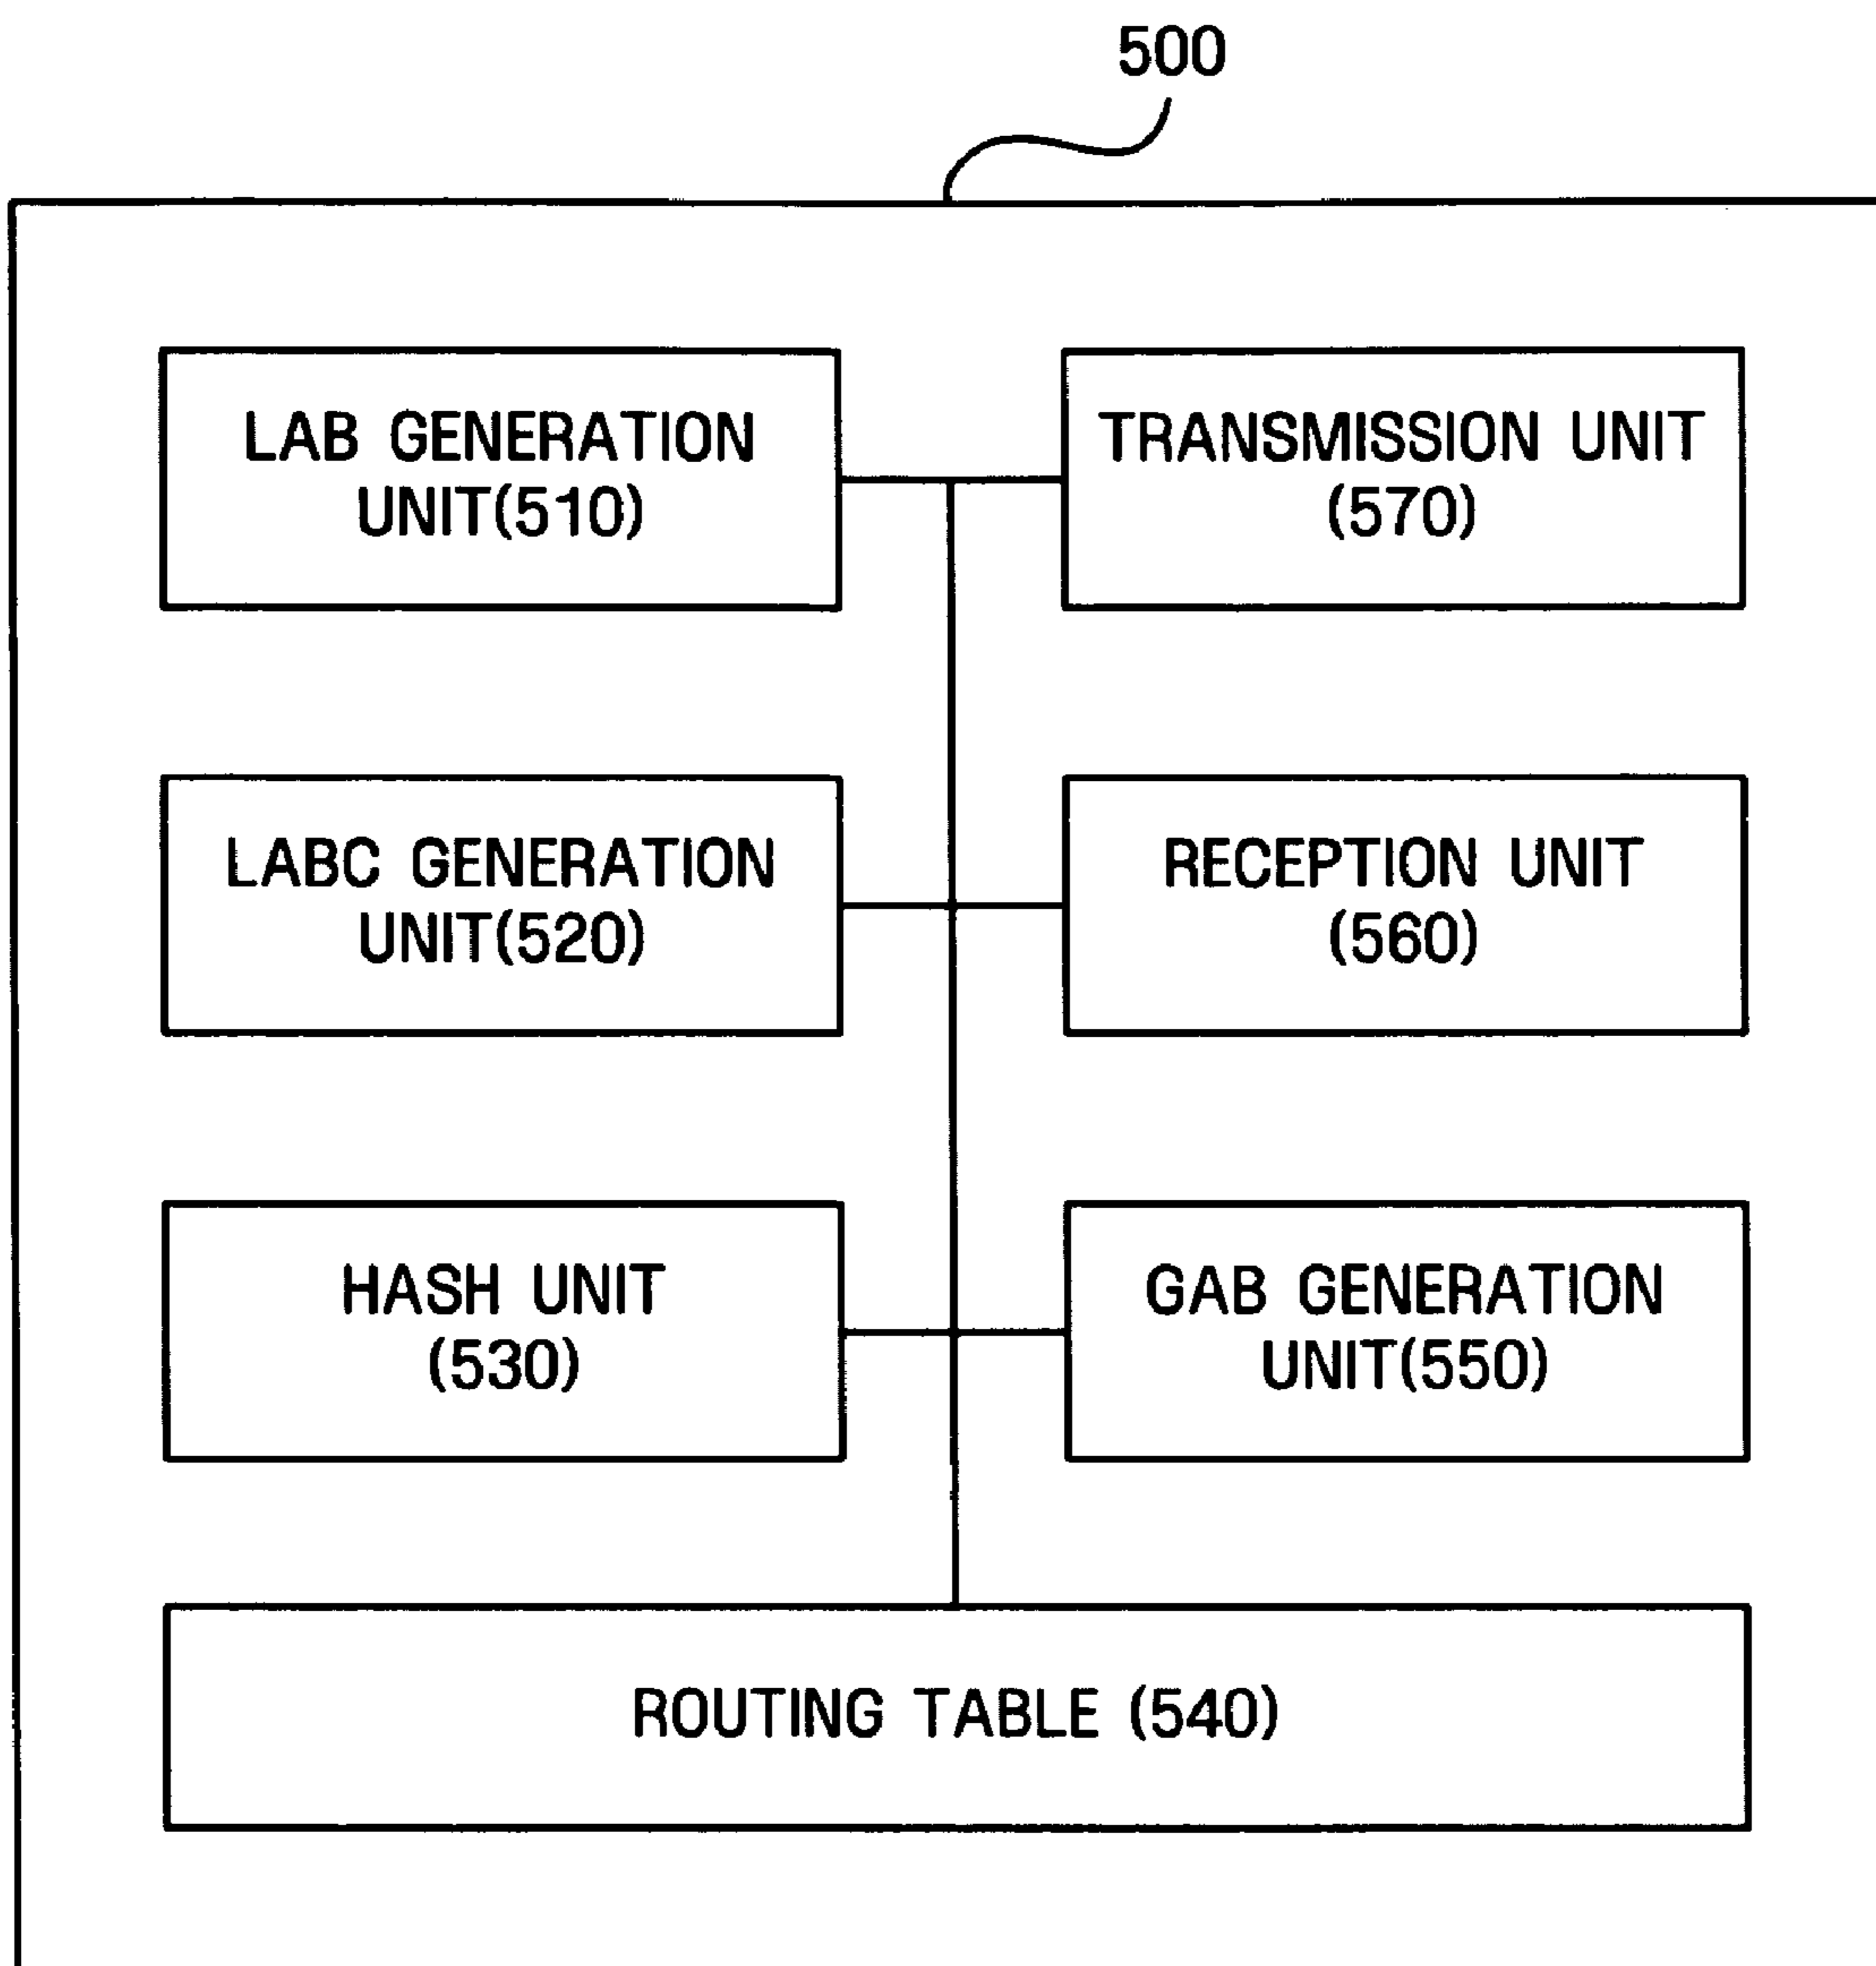 500
LAB GENERATION
UNIT(510)
TRANSMISSION UNIT
(570)
LABC GENERATION
UNIT(520)
RECEPTION UNIT
(560)
HASH UNIT
(530)
GAB GENERATION
UNIT(550)
ROUTING TABLE (540)